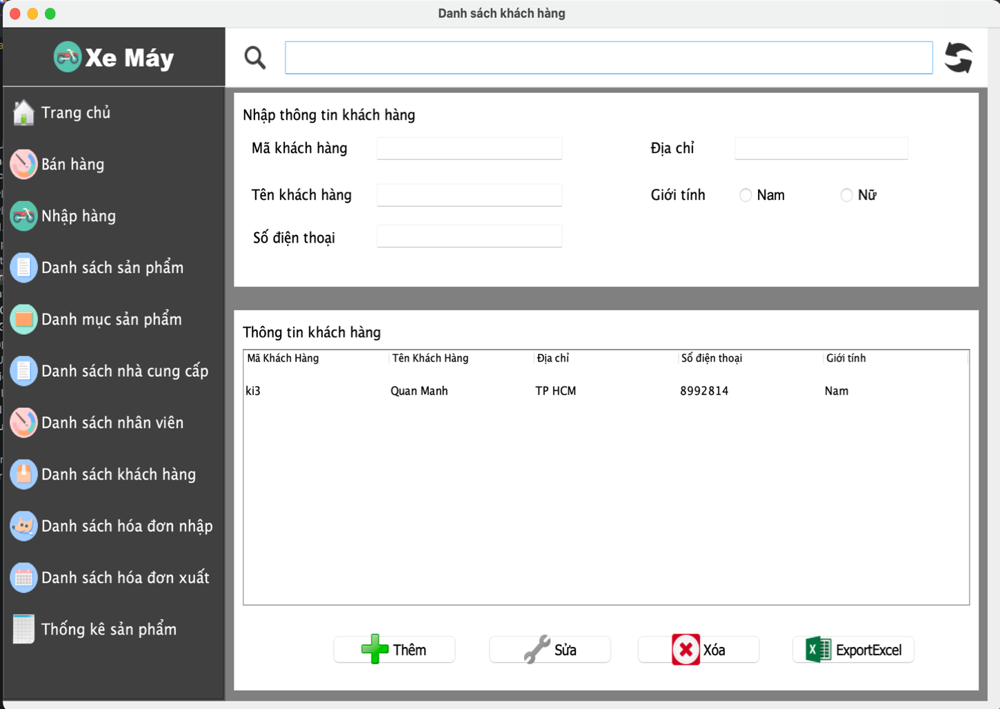 Danh sách khách hàng
Xe Máy
Trang chủ
Bán hàng
Nhập hàng
Danh sách sản phẩm
Danh mục sản phẩm
Danh sách nhà cung cấp
Danh sách nhân viên
Danh sách khách hàng
Danh sách hóa đơn nhập
Danh sách hóa đơn xuất
Thống kê sản phẩm
Nhập thông tin khách hàng
Mã khách hàng
Địa chỉ
Tên khách hàng
Giới tính
Nam
Nữ
Số điện thoại
Thông tin khách hàng
Mã Khách Hàng Tên Khách Hàng Địa chỉ Số điện thoại Giới tính
ki3 Quan Manh TP HCM 8992814 Nam
Thêm
Sửa
Xóa
ExportExcel